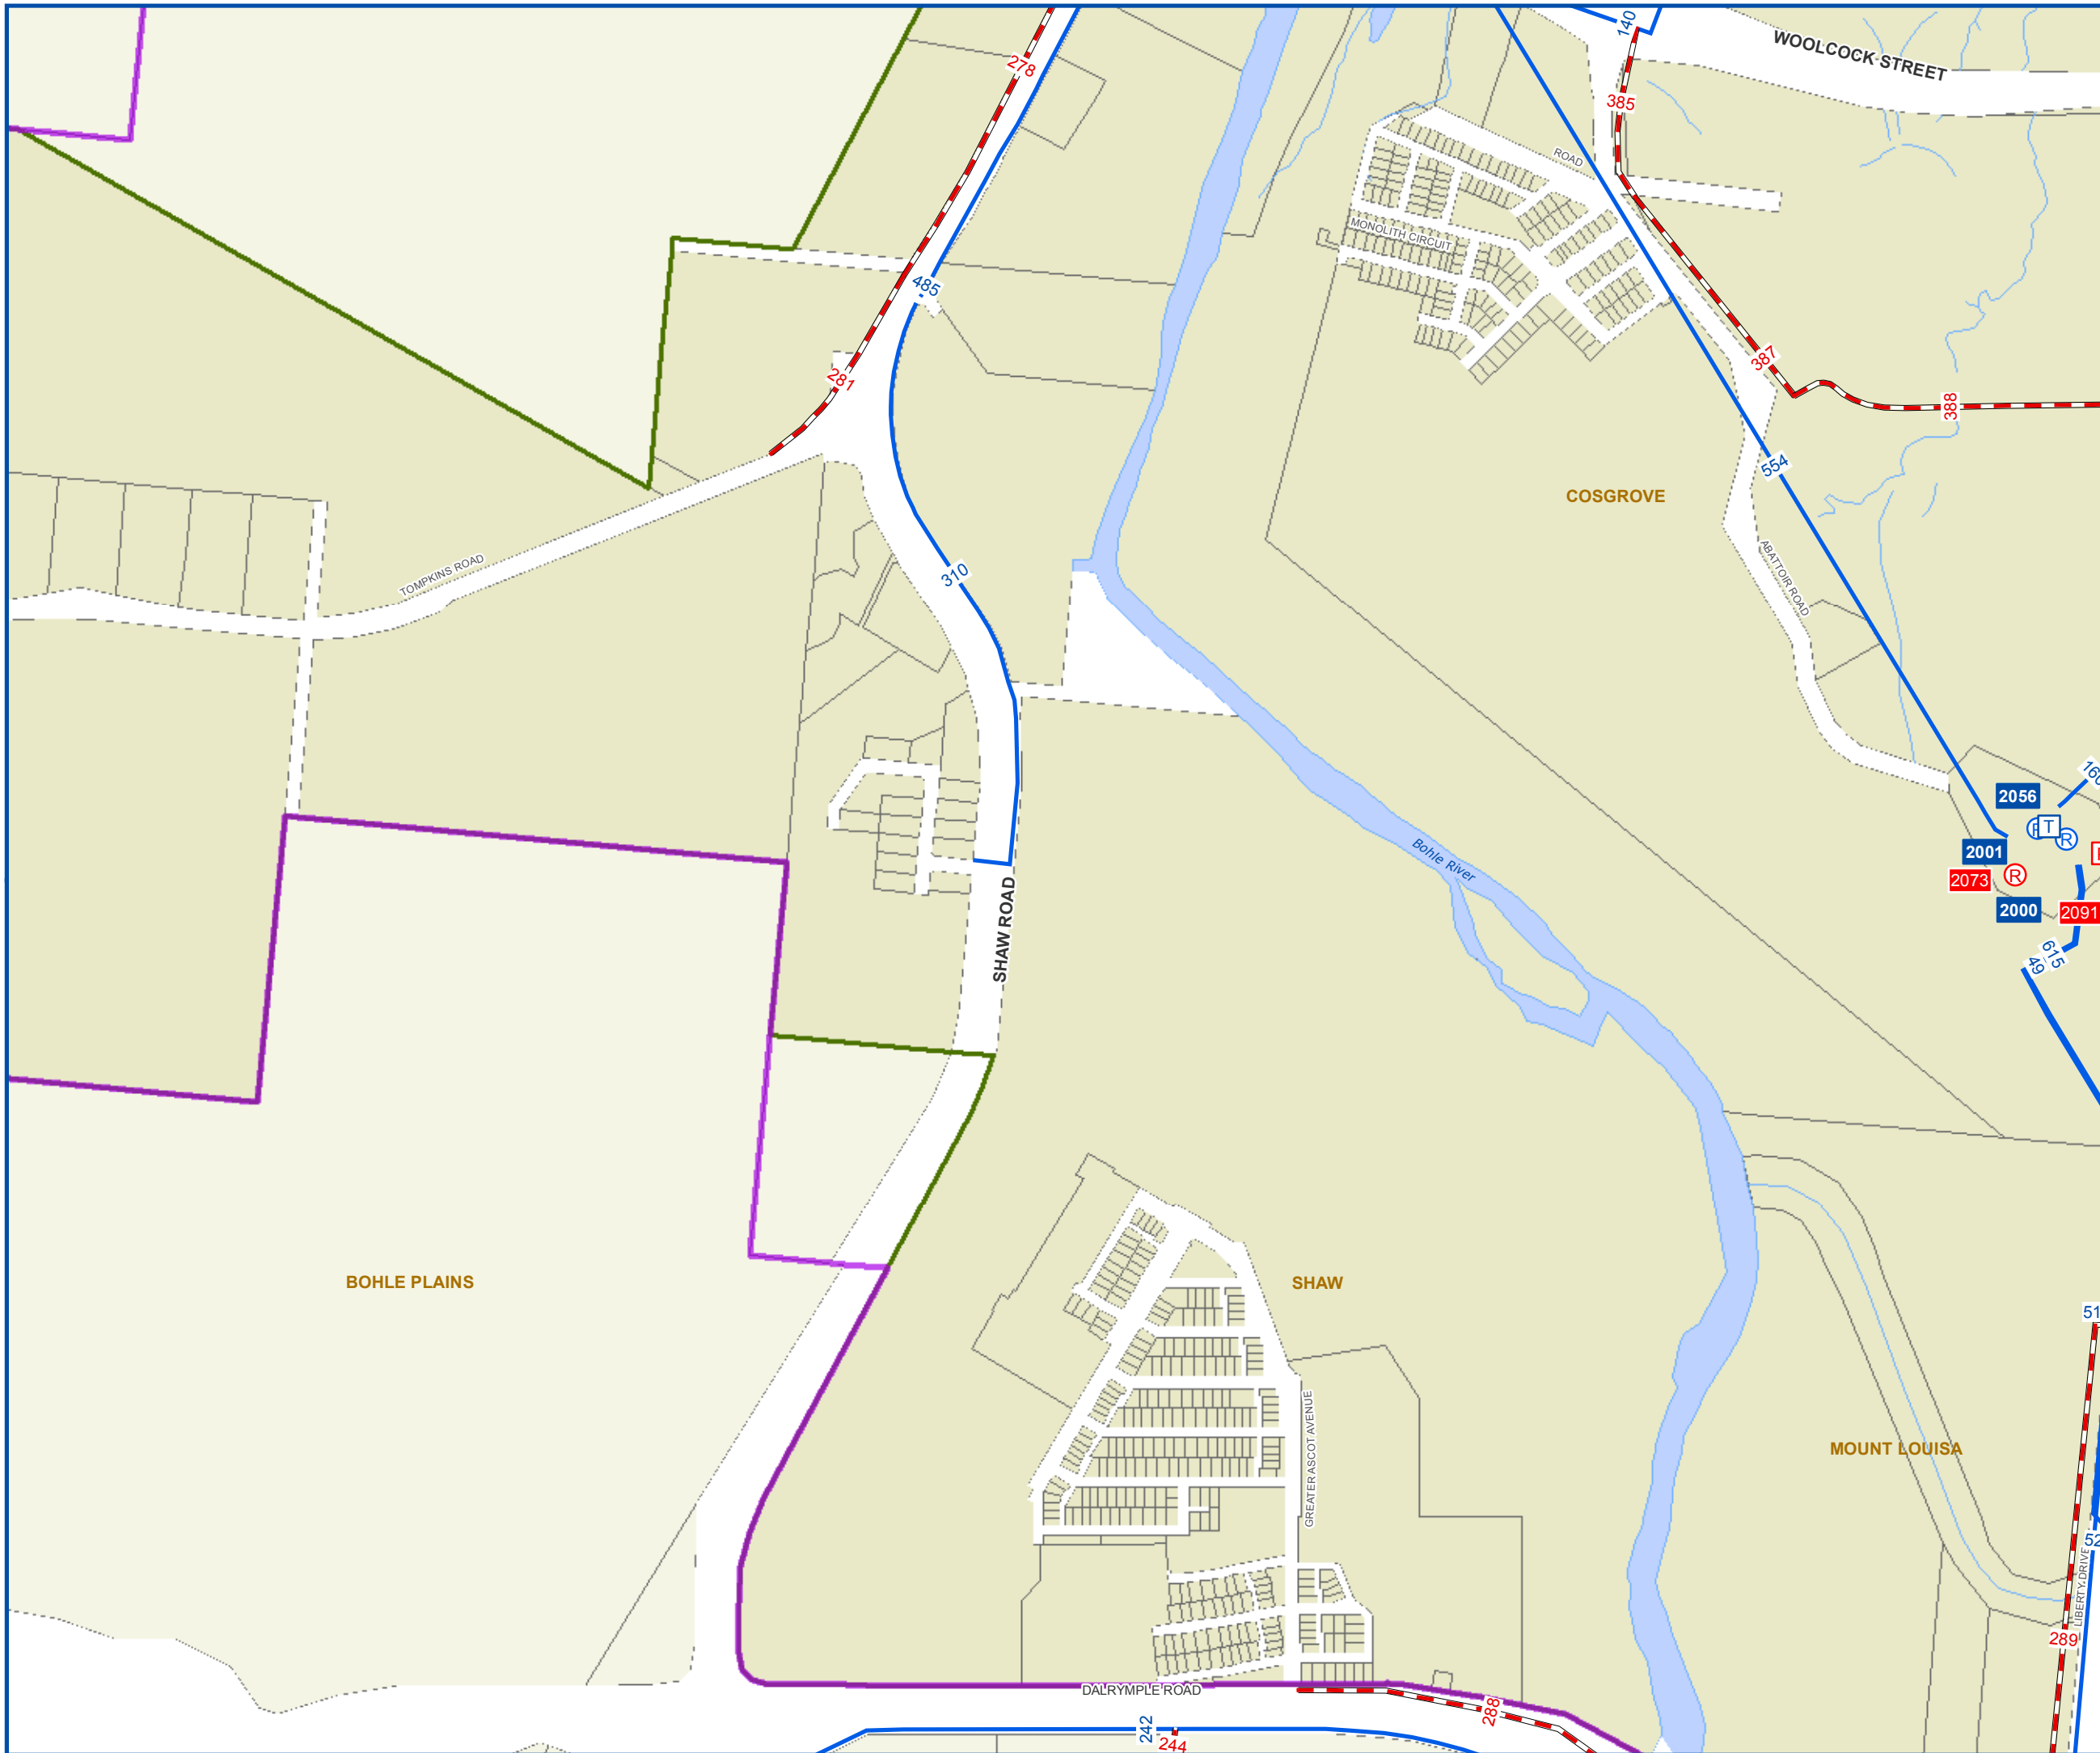 140
WOOLCOCK STREET
278
385
ROAD
MONOLITH CIRCUIT
485
387
281
388
554
COSGROVE
TOMPKINS ROAD
310
ABATTOIR ROAD
2056
T
R
2001
2073
R
2000
2091
Bohle River
SHAW ROAD
615
49
BOHLE PLAINS
SHAW
MOUNT LOUISA
GREATER ASCOT AVENUE
LIBERTY DRIVE
289
DALRYMPLE ROAD
288
242
244